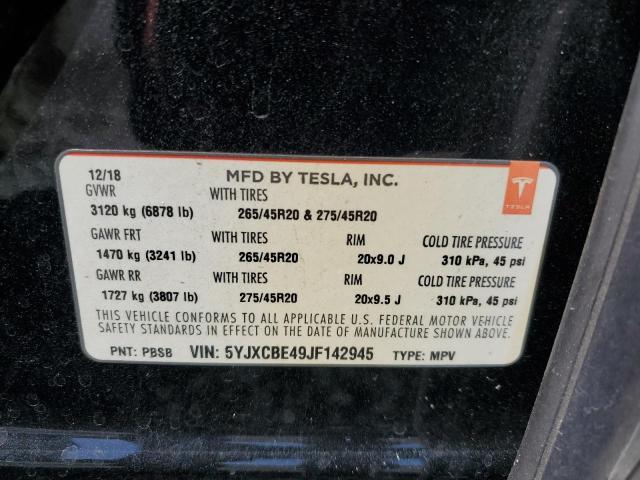 12/18 MFD BY TESLA, INC.
GVWR WITH TIRES
3120 kg (6878 lb) 265/45R20 & 275/45R20
TESLA
GAWR FRT WITH TIRES RIM COLD TIRE PRESSURE
1470 kg (3241 lb) 265/45R20 20x9.0 J 310 kPa, 45 psi
GAWR RR WITH TIRES RIM COLD TIRE PRESSURE
1727 kg (3807 lb) 275/45R20 20x9.5 J 310 kPa, 45 psi
THIS VEHICLE CONFORMS TO ALL APPLICABLE U.S. FEDERAL MOTOR VEHICLE
SAFETY STANDARDS IN EFFECT ON THE DATE OF MANUFACTURE SHOWN ABOVE.
PNT: PBSB VIN: 5YJXCBE49JF142945 TYPE: MPV